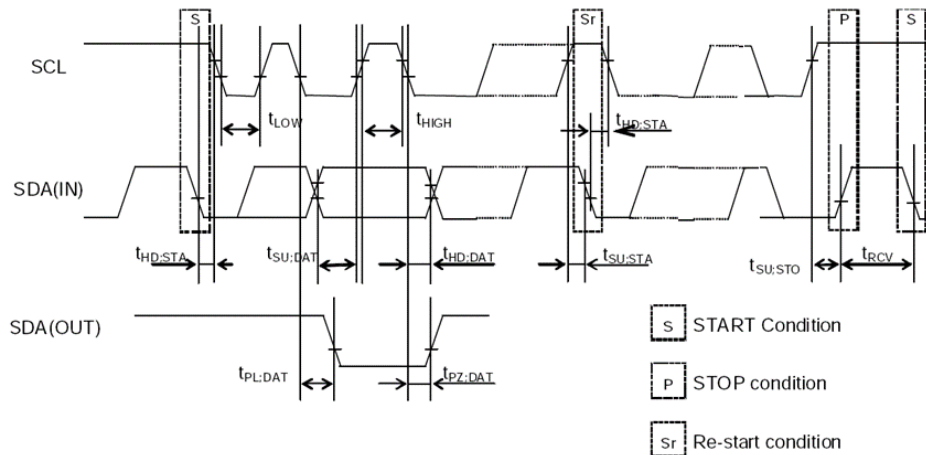 S Sr P S
SCL
tLOW tHIGH tHD:STA
SDA(IN)
tHD:STA tSU:DAT tHD:DAT tSU:STA tSU:STO tRCV
SDA(OUT)
S START Condition
tPL:DAT tPZ:DAT
P STOP condition
Sr Re-start condition